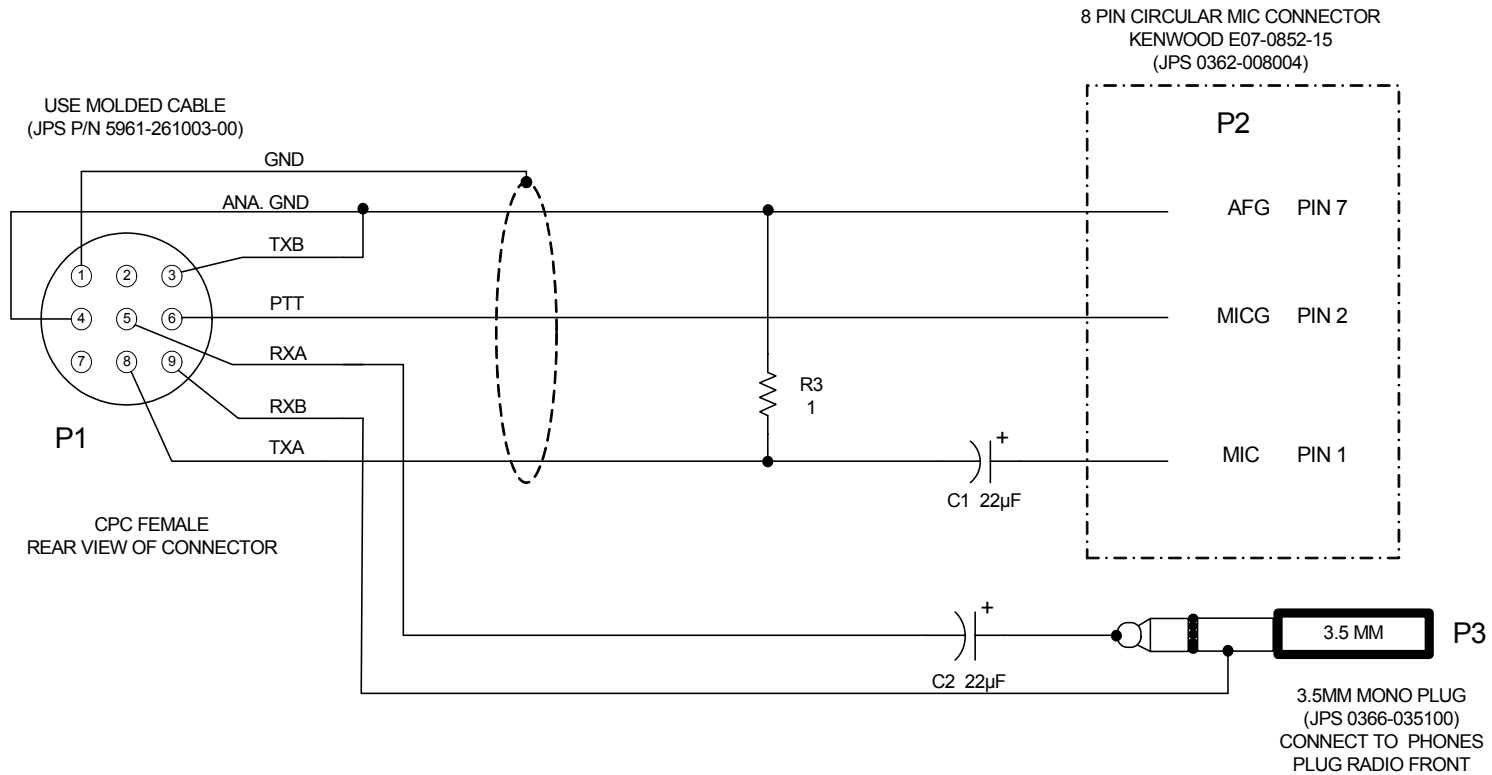 8 PIN CIRCULAR MIC CONNECTOR
KENWOOD E07-0852-15
(JPS 0362-008004)
USE MOLDED CABLE
(JPS P/N 5961-261003-00)
P2
GND
ANA. GND
AFG PIN 7
TXB
1 2 3
PTT
4 5 6
MICG PIN 2
RXA
7 8 9
R3
1
RXB
P1
TXA
+
MIC PIN 1
C1 22µF
CPC FEMALE
REAR VIEW OF CONNECTOR
+
3.5 MM
P3
C2 22µF
3.5MM MONO PLUG
(JPS 0366-035100)
CONNECT TO PHONES
PLUG RADIO FRONT